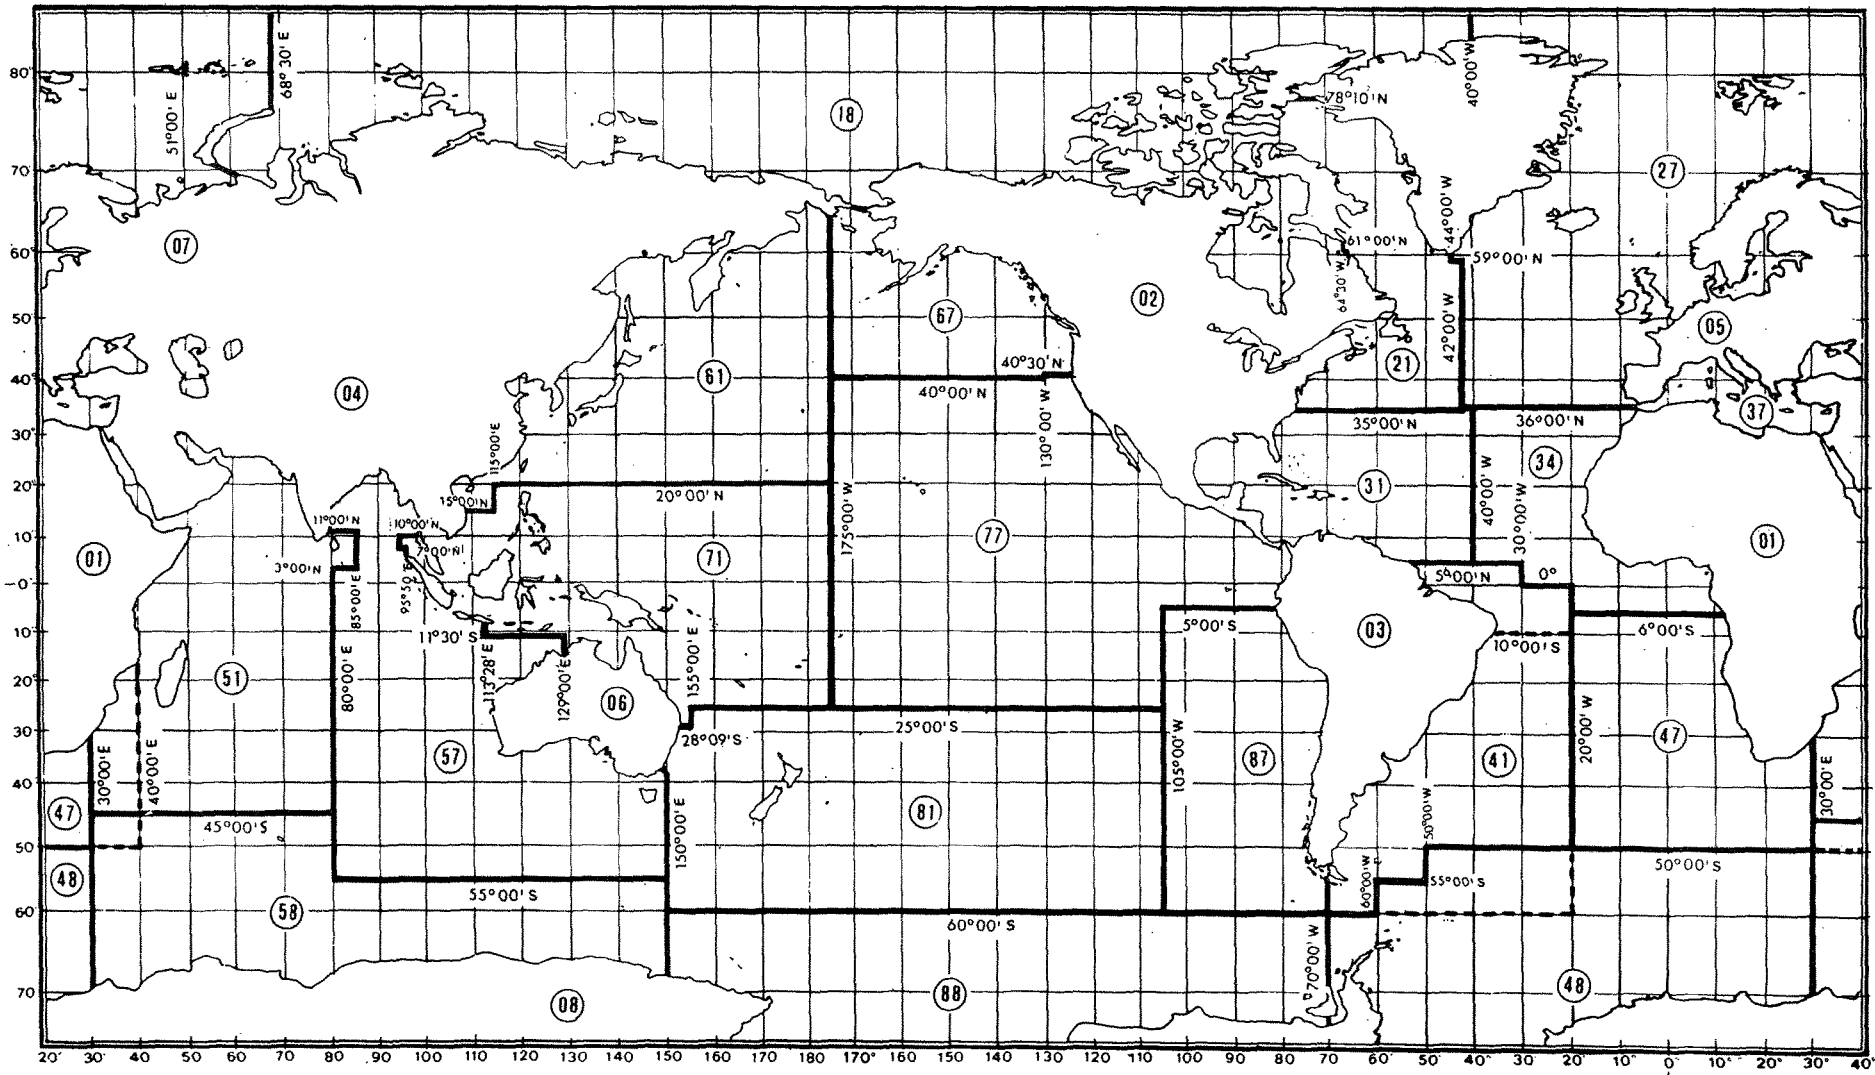 68°30' E
40°00' W
80°
78°10' N
18
51°00' E
70°
27
44°00' W
07
61°00' N
60°
59°00' N
64°30' W
02
67
50°
05
42°00' W
21
40°30' N
61
40°
04
40°00' N
37
35°00' N
36°00' N
30°
115°00' E
130°00' W
34
31
20°
15°00' N
20°00' N
40°00' W
30°00' W
11°00' N
10°00' N
175°00' W
77
10°
01
7°00' N
71
01
3°00' N
0°
5°00' N
0°
95°50' E
85°00' E
5°00' S
6°00' S
10°
11°30' S
03
10°00' S
155°00' E
51
80°00' E
113°28' E
129°00' E
20°
06
20°00' W
25°00' S
28°09' S
30
105°00' W
47
30°00' E
40°00' E
57
87
41
30°00' E
40
47
45°00' S
81
150°00' E
50°00' W
50
48
50°00' S
55°00' S
60°00' W
55°00' S
60
58
60°00' S
70°00' W
70
88
48
08
20° 30° 40 50 60 70 80 90 100 110 120 130 140 150 160 170 180 170° 160 150 140 130 120 110 100 90 80 70 60 50 40° 30 20° 10° 0° 10° 20° 30° 40°